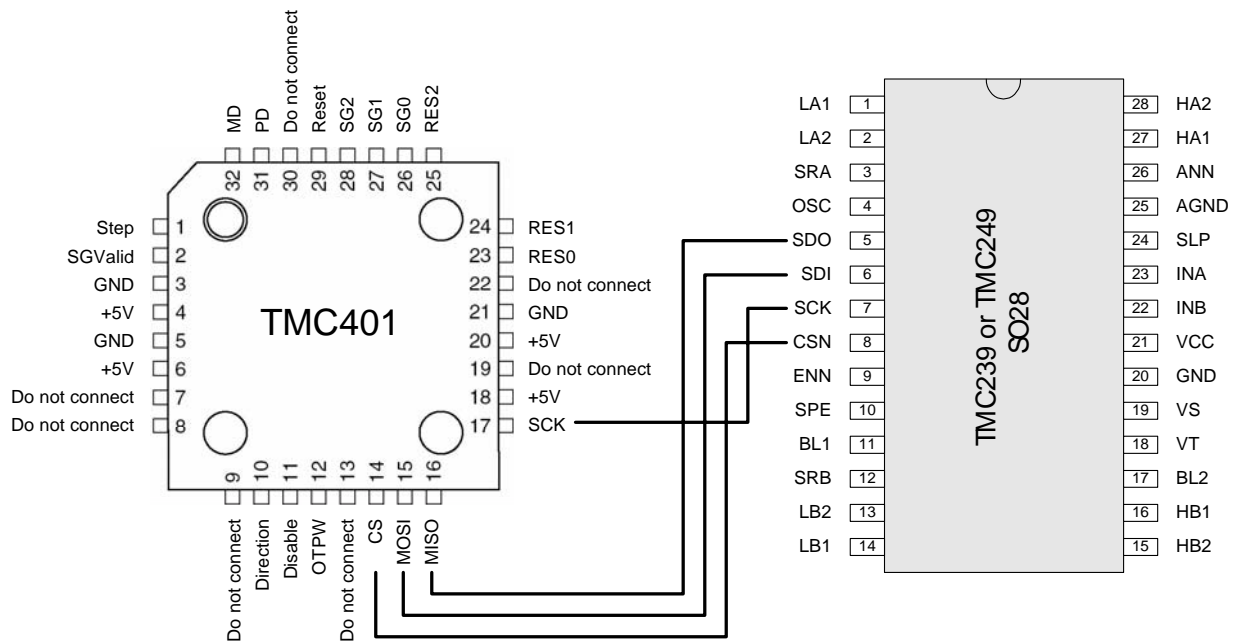 MD
PD
Do not connect
Reset
SG2
SG1
SG0
RES2
32
31
30
29
28
27
26
25
Step
1
SGValid
2
GND
3
+5V
4
GND
5
+5V
6
Do not connect
7
Do not connect
8
TMC401
24
RES1
23
RES0
22
Do not connect
21
GND
20
+5V
19
Do not connect
18
+5V
17
SCK
9
10
11
12
13
14
15
16
Do not connect
Direction
Disable
OTPW
Do not connect
CS
MOSI
MISO
LA1
1
LA2
2
SRA
3
OSC
4
SDO
5
SDI
6
SCK
7
CSN
8
ENN
9
SPE
10
BL1
11
SRB
12
LB2
13
LB1
14
TMC239 or TMC249
SO28
28
HA2
27
HA1
26
ANN
25
AGND
24
SLP
23
INA
22
INB
21
VCC
20
GND
19
VS
18
VT
17
BL2
16
HB1
15
HB2